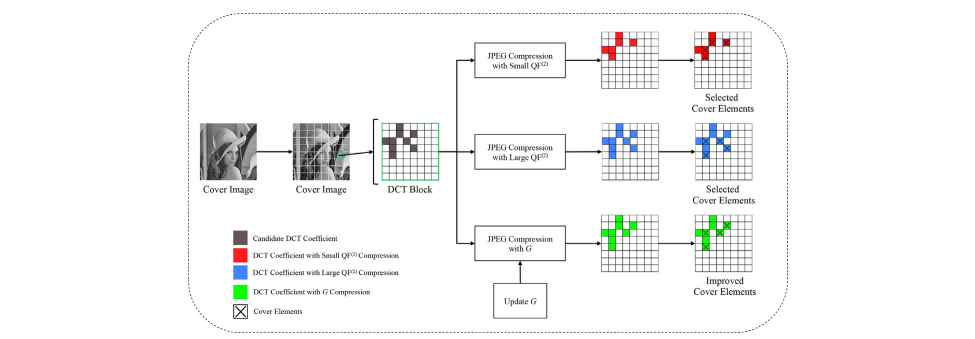 JPEG Compression
with Small QF⁽²⁾
Selected
Cover Elements
JPEG Compression
with Large QF⁽²⁾
Cover Image
Cover Image
DCT Block
Selected
Cover Elements
JPEG Compression
with G
Candidate DCT Coefficient
DCT Coefficient with Small QF⁽²⁾ Compression
DCT Coefficient with Large QF⁽²⁾ Compression
DCT Coefficient with G Compression
Cover Elements
Update G
Improved
Cover Elements